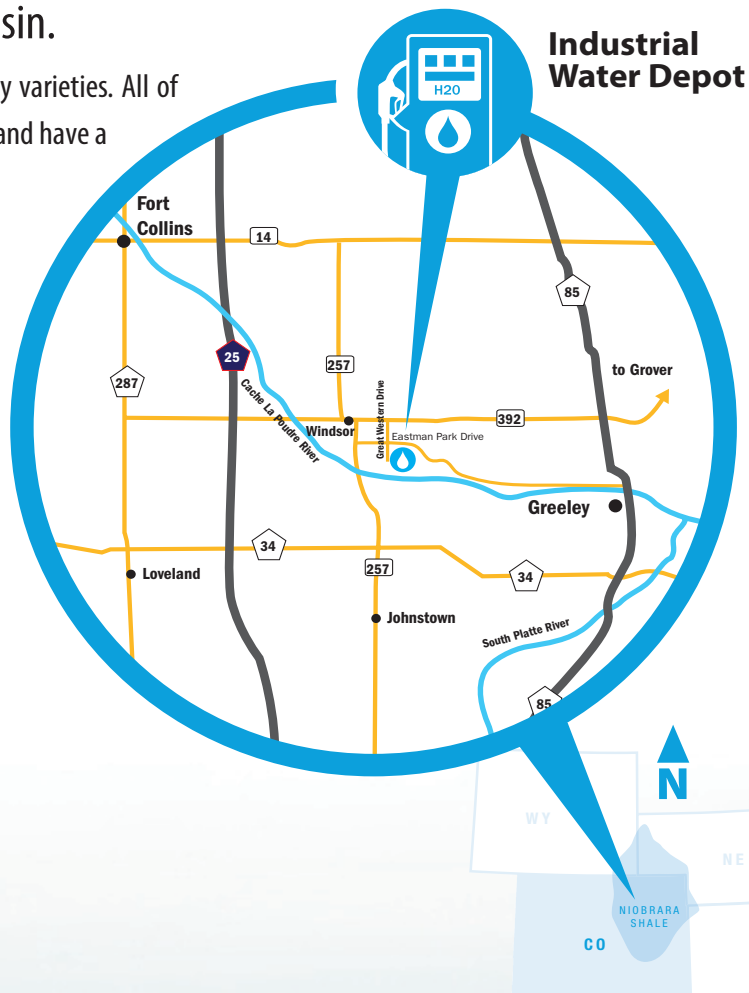 sin.
y varieties. All of
and have a
Industrial
Water Depot
H20
Fort
Collins
14
85
25
257
287
to Grover
Cache La Poudre River
Great Western Drive
392
Windsor
Eastman Park Drive
Greeley
34
257
34
Loveland
Johnstown
South Platte River
85
N
WY
NE
NIOBRARA
SHALE
CO